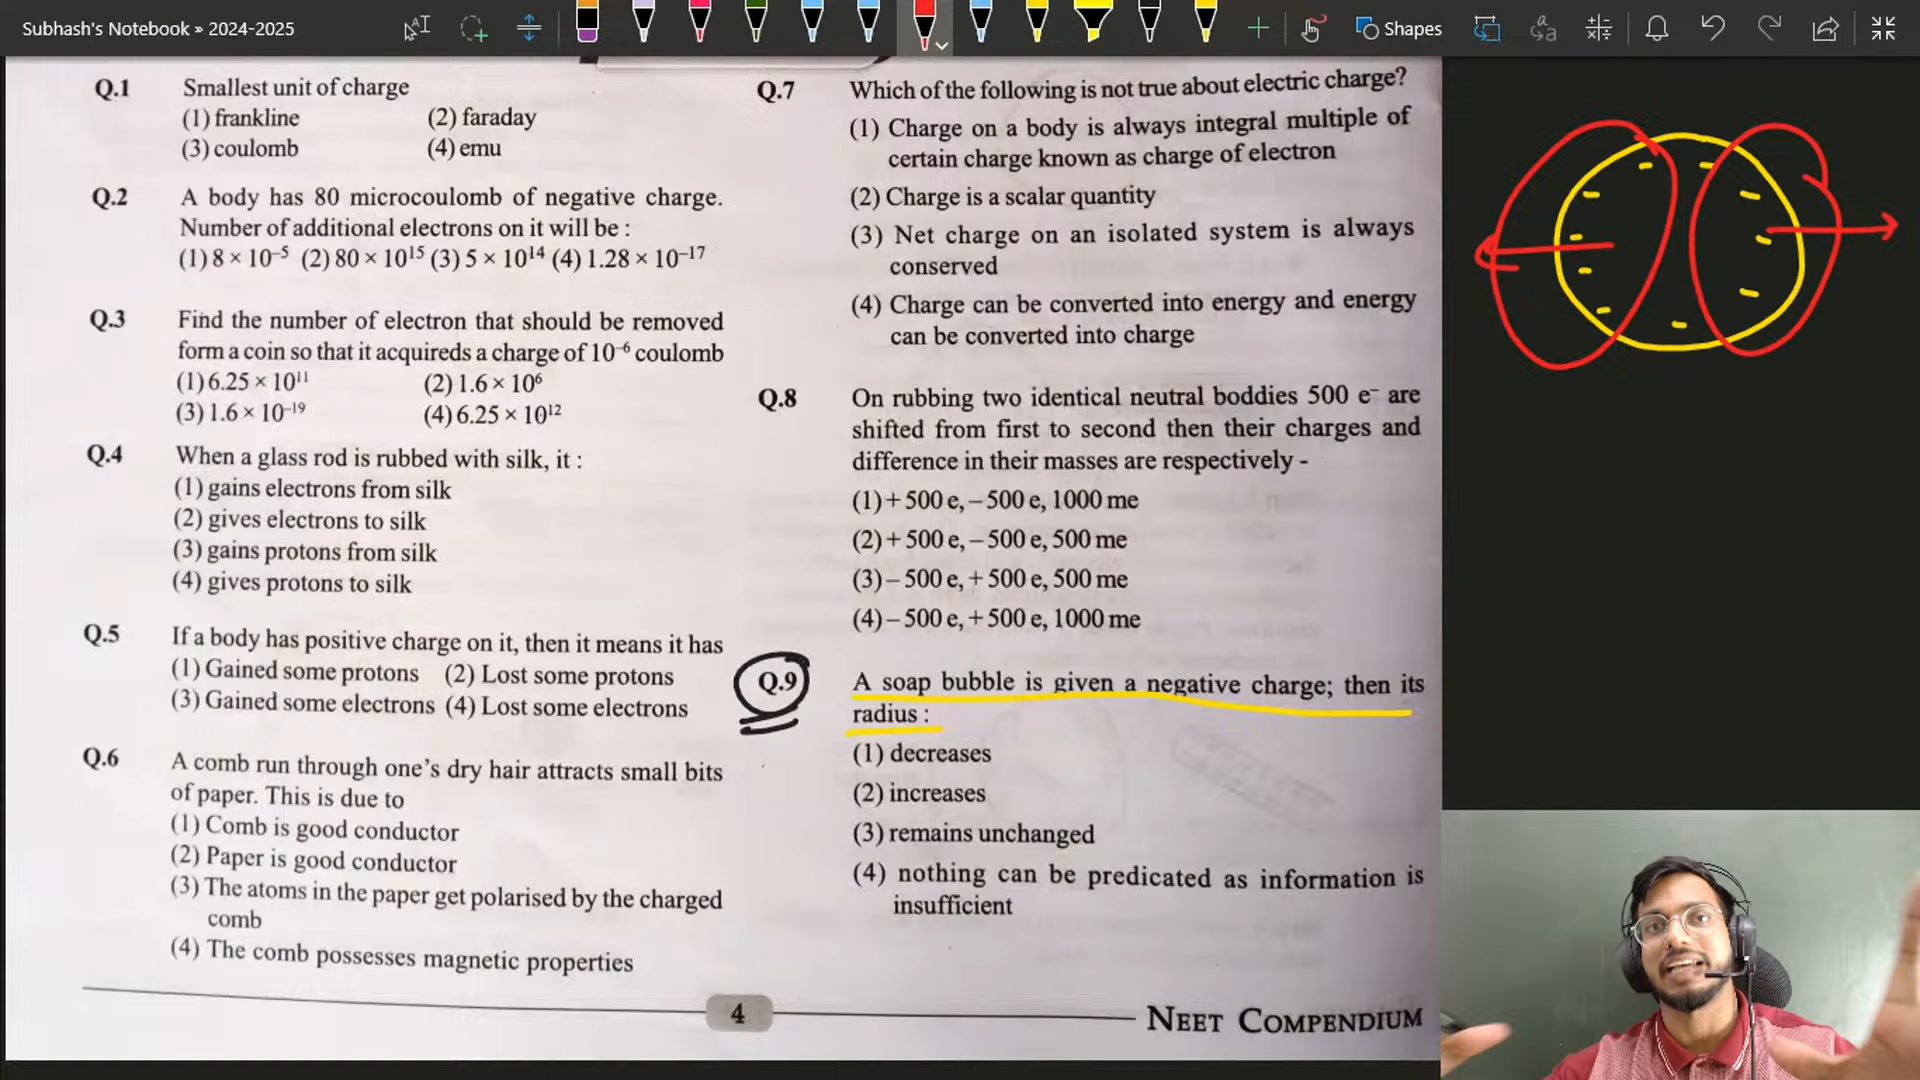 Subhash's Notebook » 2024-2025
Shapes
Q.1 Smallest unit of charge
(1) frankline (2) faraday
(3) coulomb (4) emu
Q.2 A body has 80 microcoulomb of negative charge.
Number of additional electrons on it will be :
(1) 8 × 10⁻⁵ (2) 80 × 10¹⁵ (3) 5 × 10¹⁴ (4) 1.28 × 10⁻¹⁷
Q.3 Find the number of electron that should be removed
form a coin so that it acquireds a charge of 10⁻⁶ coulomb
(1) 6.25 × 10¹¹ (2) 1.6 × 10⁶
(3) 1.6 × 10⁻¹⁹ (4) 6.25 × 10¹²
Q.4 When a glass rod is rubbed with silk, it :
(1) gains electrons from silk
(2) gives electrons to silk
(3) gains protons from silk
(4) gives protons to silk
Q.5 If a body has positive charge on it, then it means it has
(1) Gained some protons (2) Lost some protons
(3) Gained some electrons (4) Lost some electrons
Q.6 A comb run through one's dry hair attracts small bits
of paper. This is due to
(1) Comb is good conductor
(2) Paper is good conductor
(3) The atoms in the paper get polarised by the charged
comb
(4) The comb possesses magnetic properties
Q.7 Which of the following is not true about electric charge?
(1) Charge on a body is always integral multiple of
certain charge known as charge of electron
(2) Charge is a scalar quantity
(3) Net charge on an isolated system is always
conserved
(4) Charge can be converted into energy and energy
can be converted into charge
Q.8 On rubbing two identical neutral boddies 500 e⁻ are
shifted from first to second then their charges and
difference in their masses are respectively -
(1) + 500 e, – 500 e, 1000 me
(2) + 500 e, – 500 e, 500 me
(3) – 500 e, + 500 e, 500 me
(4) – 500 e, + 500 e, 1000 me
Q.9 A soap bubble is given a negative charge; then its
radius :
(1) decreases
(2) increases
(3) remains unchanged
(4) nothing can be predicated as information is
insufficient
4
NEET COMPENDIUM